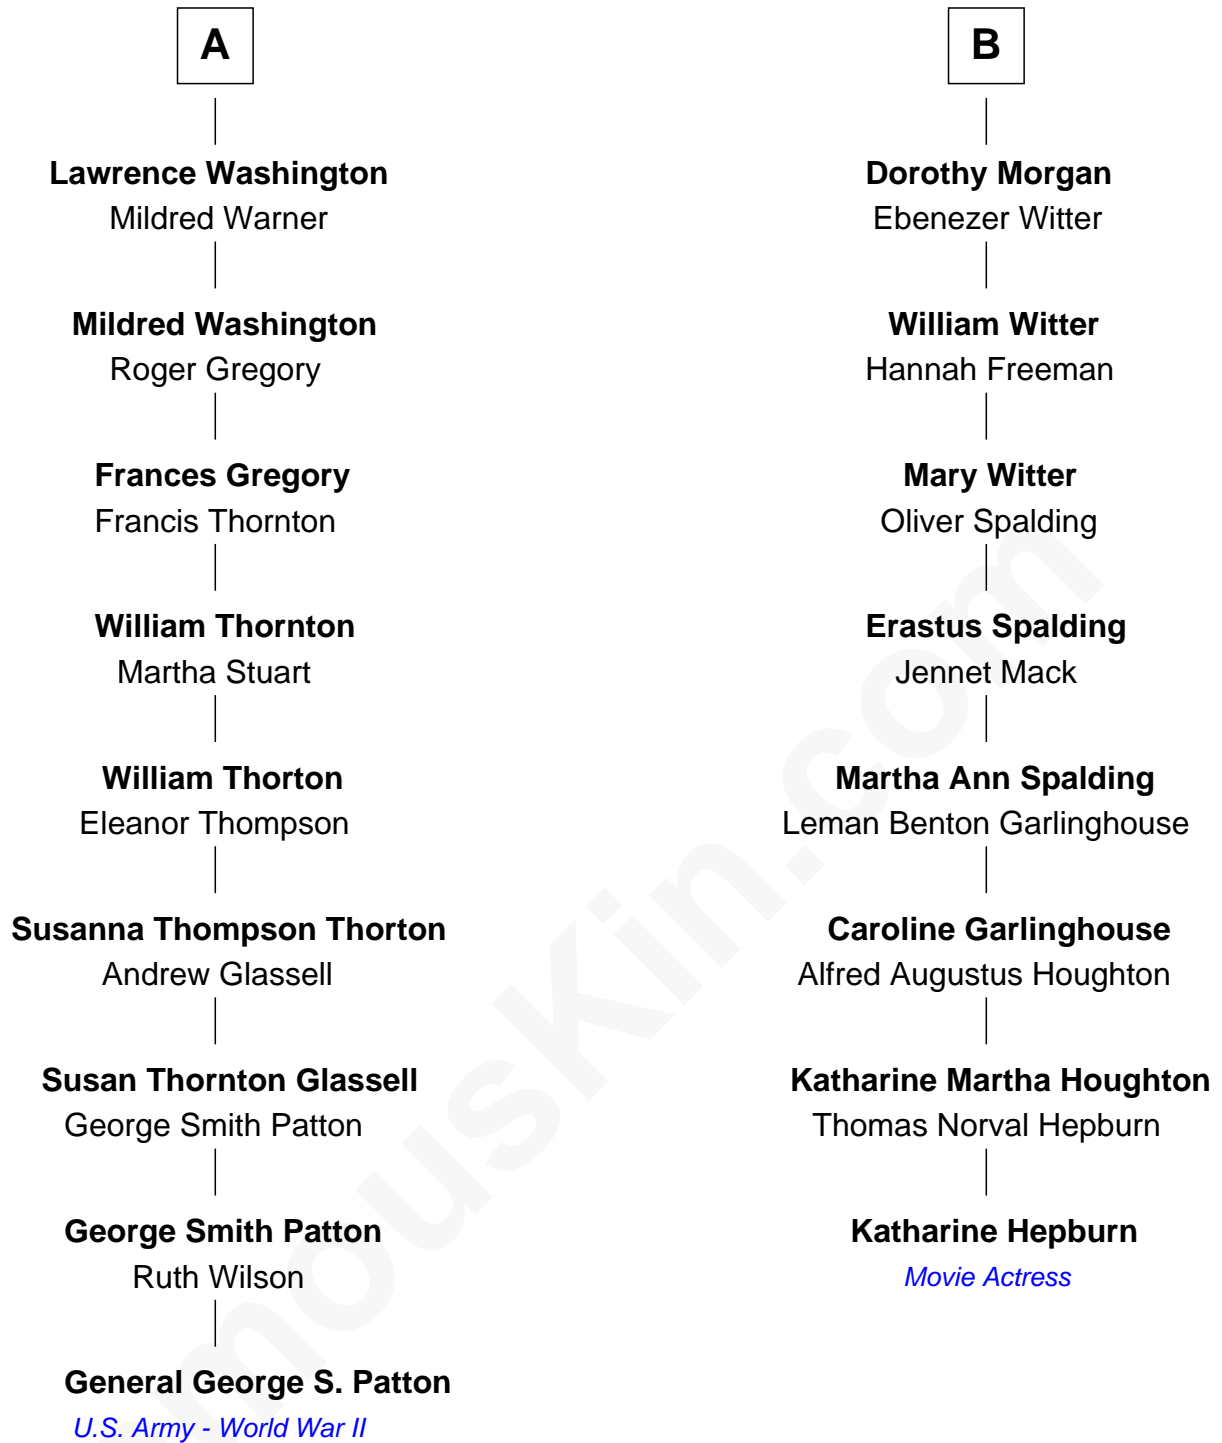 A
Lawrence Washington
Mildred Warner
Mildred Washington
Roger Gregory
Frances Gregory
Francis Thornton
William Thornton
Martha Stuart
William Thorton
Eleanor Thompson
Susanna Thompson Thorton
Andrew Glassell
Susan Thornton Glassell
George Smith Patton
George Smith Patton
Ruth Wilson
General George S. Patton
U.S. Army - World War II
B
Dorothy Morgan
Ebenezer Witter
William Witter
Hannah Freeman
Mary Witter
Oliver Spalding
Erastus Spalding
Jennet Mack
Martha Ann Spalding
Leman Benton Garlinghouse
Caroline Garlinghouse
Alfred Augustus Houghton
Katharine Martha Houghton
Thomas Norval Hepburn
Katharine Hepburn
Movie Actress
mousKin.com